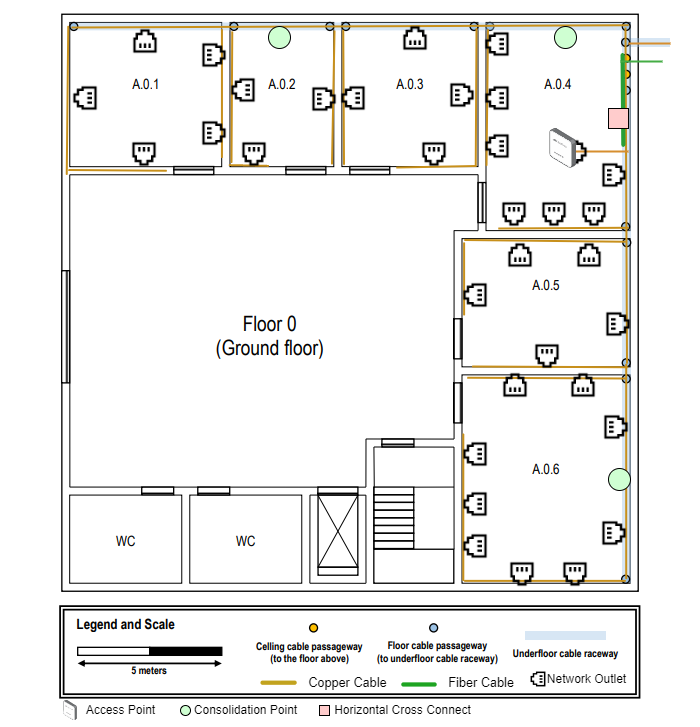 A.0.1
A.0.2
A.0.3
A.0.4
A.0.5
Floor 0
(Ground floor)
A.0.6
WC
WC
Legend and Scale
5 meters
Celling cable passageway
(to the floor above)
Floor cable passageway
(to underfloor cable raceway)
Underfloor cable raceway
Copper Cable
Fiber Cable
Network Outlet
Access Point
Consolidation Point
Horizontal Cross Connect